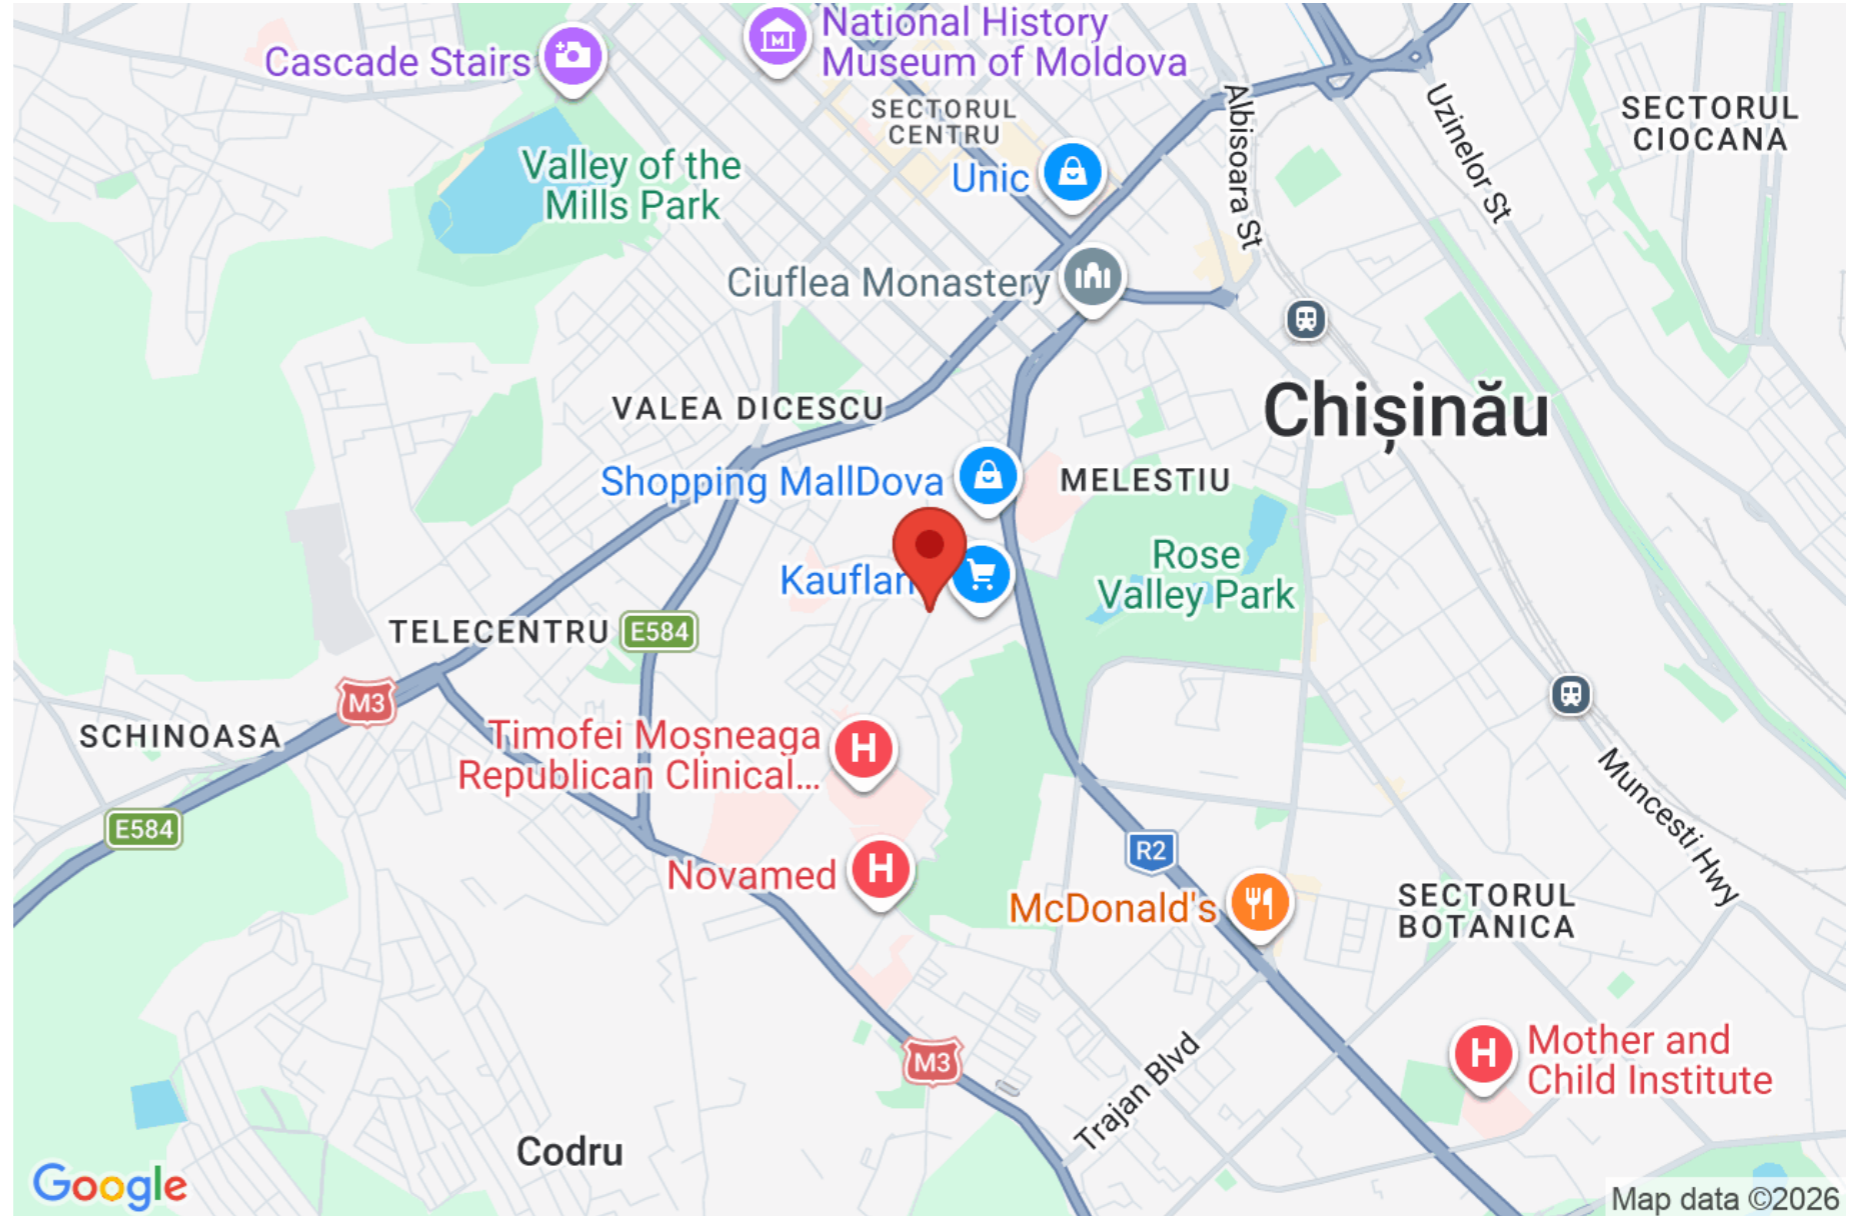 National History
Museum of Moldova
Cascade Stairs
SECTORUL
CENTRU
Albisoara St
Uzinelor St
SECTORUL
CIOCANA
Valley of the
Mills Park
Unic
Ciuflea Monastery
Chișinău
VALEA DICESCU
Shopping MallDova
MELESTIU
Rose
Valley Park
Kauflan
TELECENTRU
E584
M3
SCHINOASA
Timofei Moșneaga
Republican Clinical...
H
E584
Muncesti Hwy
R2
Novamed
H
McDonald's
SECTORUL
BOTANICA
M3
Trajan Blvd
H
Mother and
Child Institute
Codru
Google
Map data ©2026